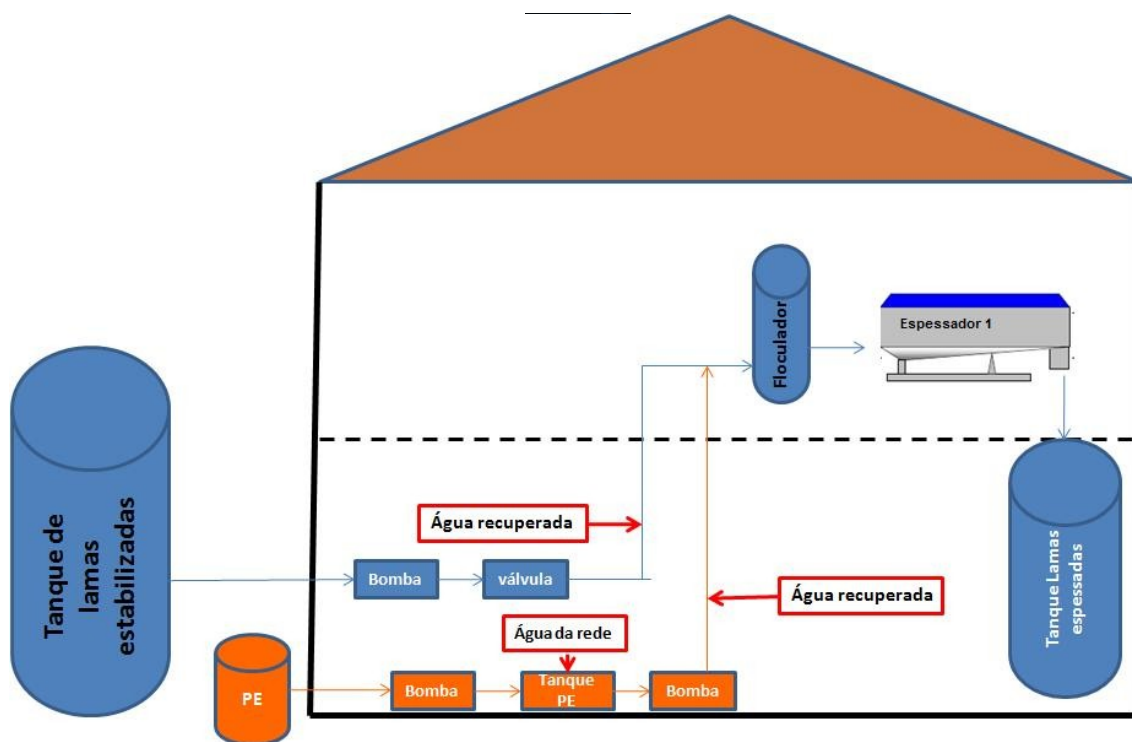 Floculador
Espessador 1
Tanque de
lamas
estabilizadas
Água recuperada
Bomba
válvula
Água recuperada
Tanque Lamas
espessadas
Água da rede
PE
Bomba
Tanque
PE
Bomba